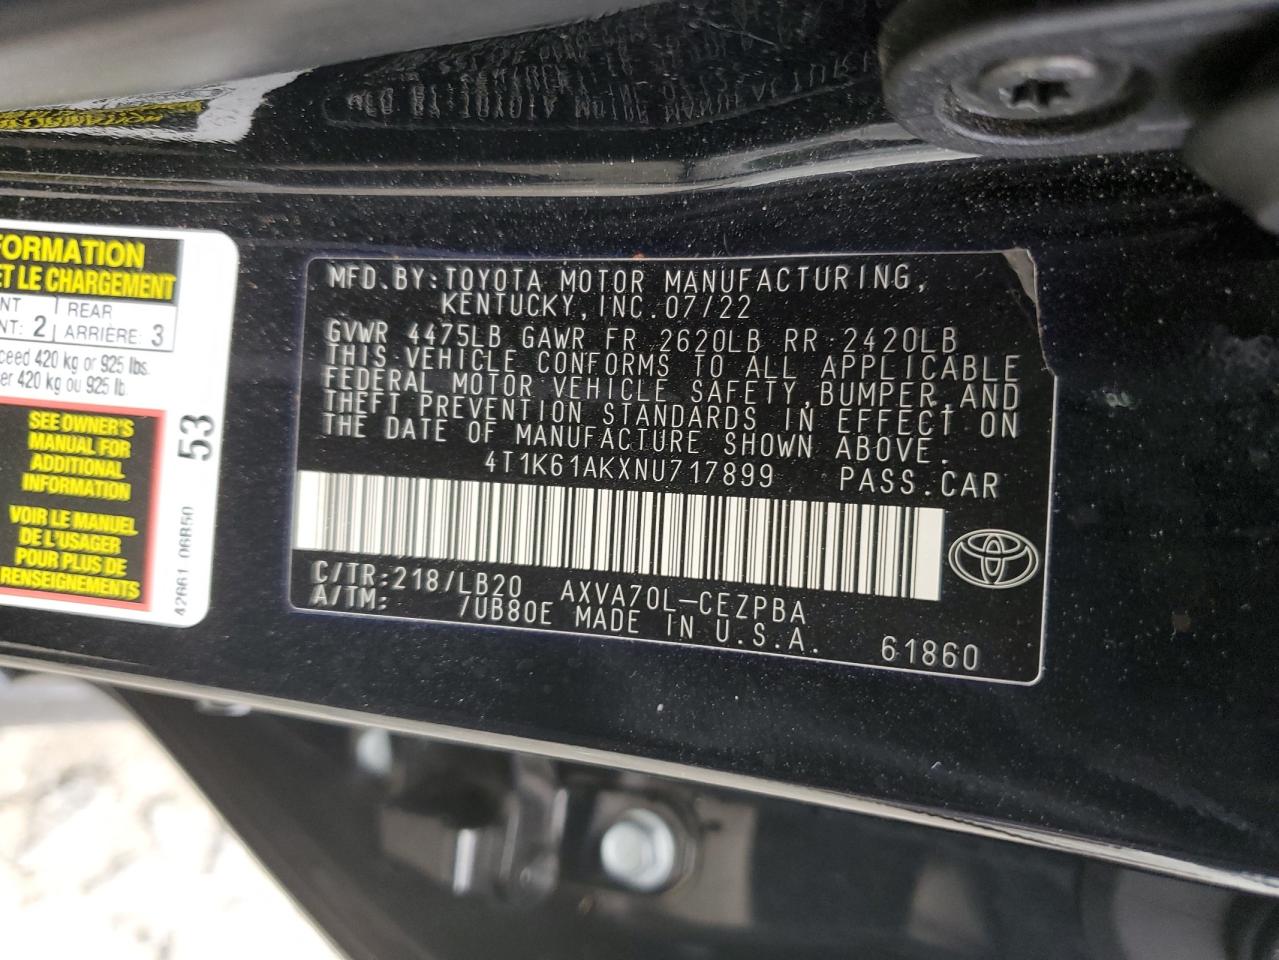 FORMATION
ET LE CHARGEMENT
NT REAR
NT: 2 ARRIÈRE: 3
ceed 420 kg or 925 lbs.
er 420 kg ou 925 lb.
SEE OWNER'S
MANUAL FOR
ADDITIONAL
INFORMATION
VOIR LE MANUEL
DE L'USAGER
POUR PLUS DE
RENSEIGNEMENTS
53
42661 06B50
MFD.BY:TOYOTA MOTOR MANUFACTURING,
KENTUCKY, INC.07/22
GVWR 4475LB GAWR FR 2620LB RR 2420LB
THIS VEHICLE CONFORMS TO ALL APPLICABLE
FEDERAL MOTOR VEHICLE SAFETY,BUMPER,AND
THEFT PREVENTION STANDARDS IN EFFECT ON
THE DATE OF MANUFACTURE SHOWN ABOVE.
4T1K61AKXNU717899 PASS.CAR
C/TR:218/LB20 AXVA70L-CEZPBA
A/TM: /UB80E MADE IN U.S.A. 61860